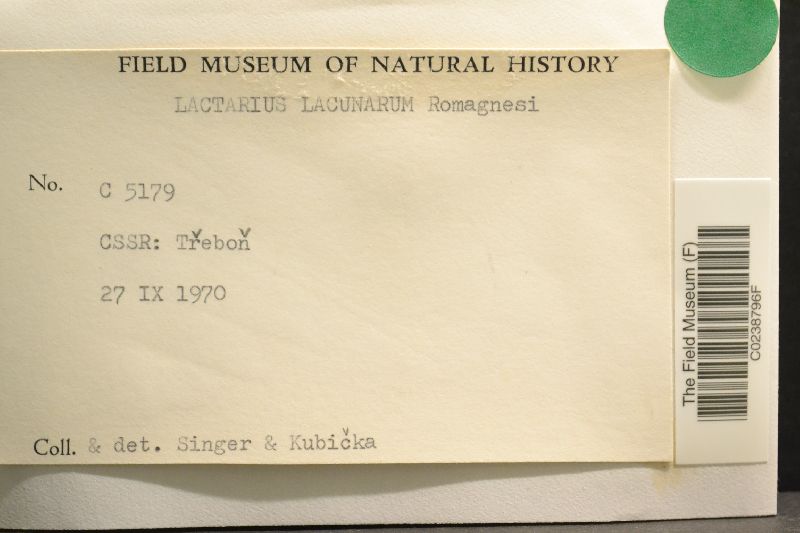 FIELD MUSEUM OF NATURAL HISTORY
LACTARIUS LACUNARUM Romagnesi
No. C 5179
CSSR: Třeboň
27 IX 1970
Coll. & det. Singer & Kubička
The Field Museum (F)
C0238796F